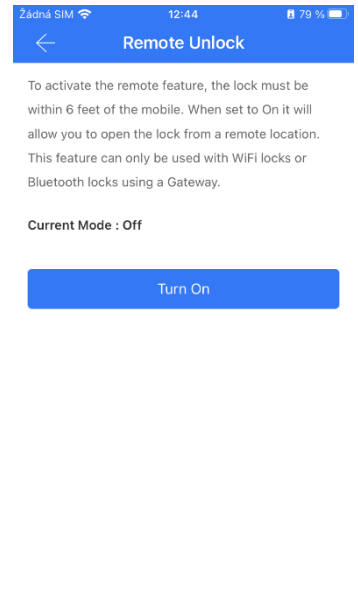 Žádná SIM 12:44 79 %
Remote Unlock
To activate the remote feature, the lock must be
within 6 feet of the mobile. When set to On it will
allow you to open the lock from a remote location.
This feature can only be used with WiFi locks or
Bluetooth locks using a Gateway.
Current Mode : Off
Turn On